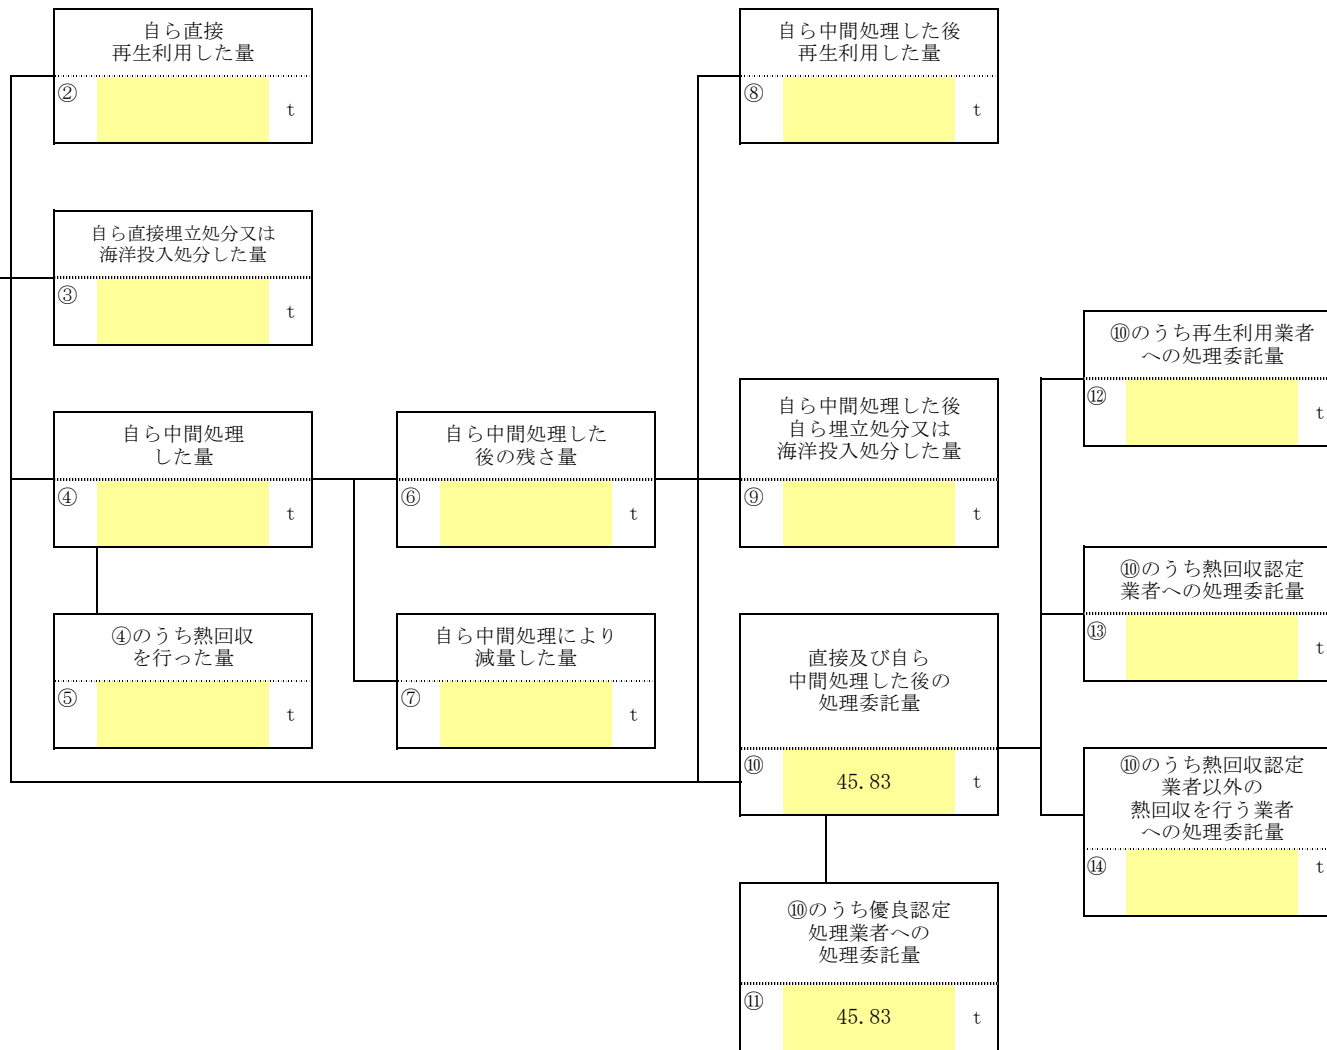 自ら直接
再生利用した量
②
t
自ら直接埋立処分又は
海洋投入処分した量
③
t
自ら中間処理
した量
④
t
④のうち熱回収
を行った量
⑤
t
自ら中間処理した
後の残さ量
⑥
t
自ら中間処理により
減量した量
⑦
t
自ら中間処理した後
再生利用した量
⑧
t
自ら中間処理した後
自ら埋立処分又は
海洋投入処分した量
⑨
t
直接及び自ら
中間処理した後の
処理委託量
⑩ 45.83 t
⑩のうち優良認定
処理業者への
処理委託量
⑪ 45.83 t
⑩のうち再生利用業者
への処理委託量
⑫
t
⑩のうち熱回収認定
業者への処理委託量
⑬
t
⑩のうち熱回収認定
業者以外の
熱回収を行う業者
への処理委託量
⑭
t